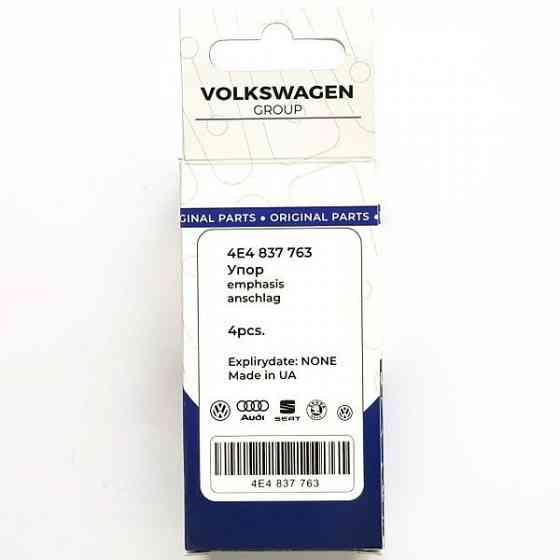 VOLKSWAGEN
GROUP
GINAL PARTS • ORIGINAL PARTS •
4E4 837 763
Упор
emphasis
anschlag
4pcs.
Explirydate: NONE
Made in UA
Audi
SEAT
4E4 837 763